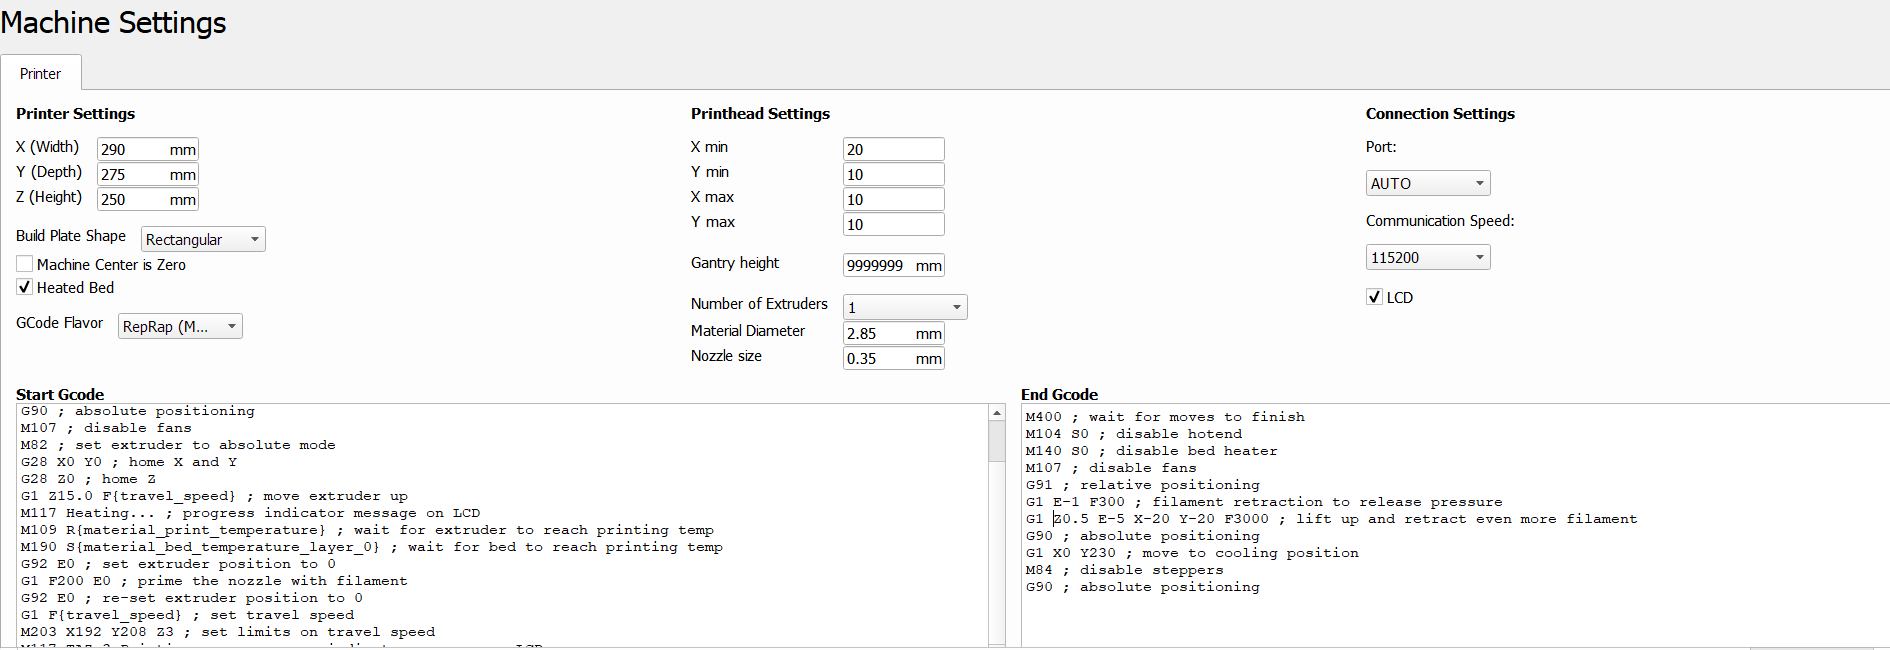 Machine Settings
Printer
Printer Settings
X (Width) 290 mm
Y (Depth) 275 mm
Z (Height) 250 mm
Build Plate Shape Rectangular
Machine Center is Zero
Heated Bed
GCode Flavor RepRap (M...
Printhead Settings
X min 20
Y min 10
X max 10
Y max 10
Gantry height 9999999 mm
Number of Extruders 1
Material Diameter 2.85 mm
Nozzle size 0.35 mm
Connection Settings
Port:
AUTO
Communication Speed:
115200
LCD
Start Gcode
G90 ; absolute positioning
M107 ; disable fans
M82 ; set extruder to absolute mode
G28 X0 Y0 ; home X and Y
G28 Z0 ; home Z
G1 Z15.0 F{travel_speed} ; move extruder up
M117 Heating... ; progress indicator message on LCD
M109 R{material_print_temperature} ; wait for extruder to reach printing temp
M190 S{material_bed_temperature_layer_0} ; wait for bed to reach printing temp
G92 E0 ; set extruder position to 0
G1 F200 E0 ; prime the nozzle with filament
G92 E0 ; re-set extruder position to 0
G1 F{travel_speed} ; set travel speed
M203 X192 Y208 Z3 ; set limits on travel speed
End Gcode
M400 ; wait for moves to finish
M104 S0 ; disable hotend
M140 S0 ; disable bed heater
M107 ; disable fans
G91 ; relative positioning
G1 E-1 F300 ; filament retraction to release pressure
G1 Z0.5 E-5 X-20 Y-20 F3000 ; lift up and retract even more filament
G90 ; absolute positioning
G1 X0 Y230 ; move to cooling position
M84 ; disable steppers
G90 ; absolute positioning